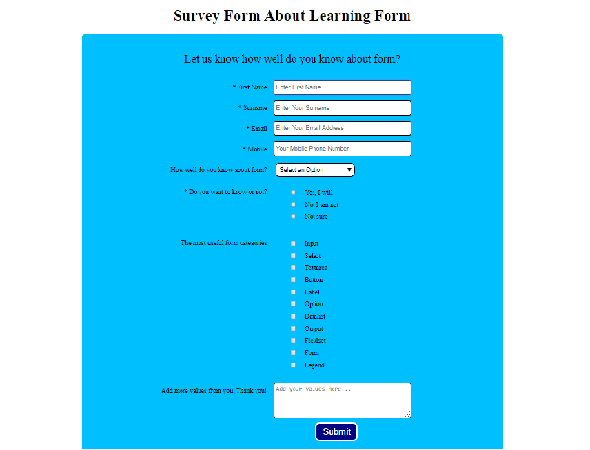 Survey Form About Learning Form
Let us know how well do you know about form?
* First Name
Enter First Name
* Surname
Enter Your Surname
* Email
Enter Your Email Address
* Mobile
Your Mobile Phone Number
How well do you know about form?
Select an Option
* Do you want to know or not?
Yes, I will
No, I am not
Not sure
The most useful form categories
Input
Select
Textarea
Button
Label
Option
Datalist
Output
Fieldset
Form
Legend
Add more values from you. Thank you!
Add your values here...
Submit